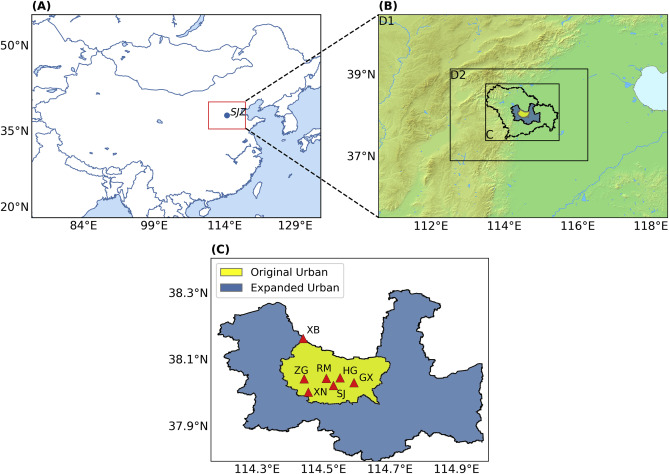 (A)
50°N
35°N
20°N
84°E
99°E
114°E
129°E
SJZ
(B)
D1
D2
C
39°N
37°N
112°E
114°E
116°E
118°E
(C)
Original Urban
Expanded Urban
38.3°N
38.1°N
37.9°N
XB
ZG
RM
HG
GX
XN
SJ
114.3°E
114.5°E
114.7°E
114.9°E